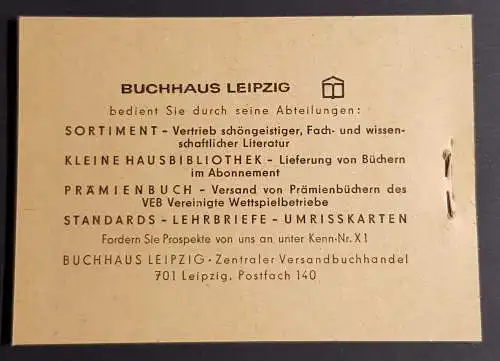 BUCHHAUS LEIPZIG
bedient Sie durch seine Abteilungen:
SORTIMENT – Vertrieb schöngeistiger, Fach- und wissen-
schaftlicher Literatur
KLEINE HAUSBIBLIOTHEK – Lieferung von Büchern
im Abonnement
PRÄMIENBUCH – Versand von Prämienbüchern des
VEB Vereinigte Wettspielbetriebe
STANDARDS – LEHRBRIEFE – UMRISSKARTEN
Fordern Sie Prospekte von uns an unter Kenn-Nr. X 1
BUCHHAUS LEIPZIG · Zentraler Versandbuchhandel
701 Leipzig, Postfach 140